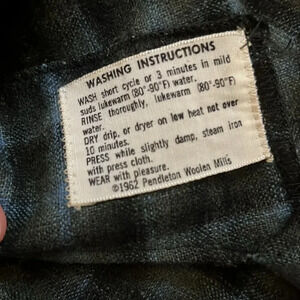 WASHING INSTRUCTIONS
WASH short cycle or 3 minutes in mild
suds lukewarm (80°-90°F) water.
RINSE thoroughly, lukewarm (80°-90°F)
water.
DRY drip, or dryer on low heat not over
10 minutes.
PRESS while slightly damp, steam iron
with press cloth.
WEAR with pleasure.
©1962 Pendleton Woolen Mills